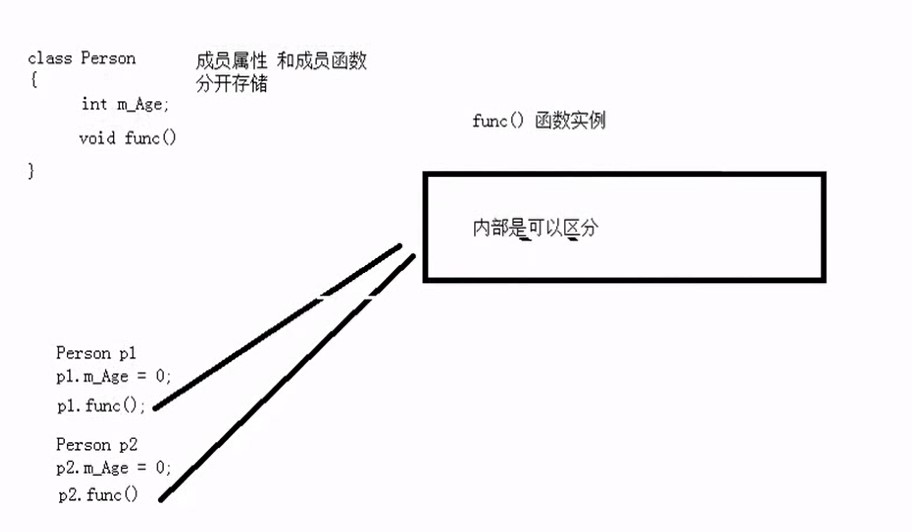 class Person
{
int m_Age;
void func()
}
成员属性 和成员函数
分开存储
func() 函数实例
内部是可以区分
Person p1
p1.m_Age = 0;
p1.func();
Person p2
p2.m_Age = 0;
p2.func()